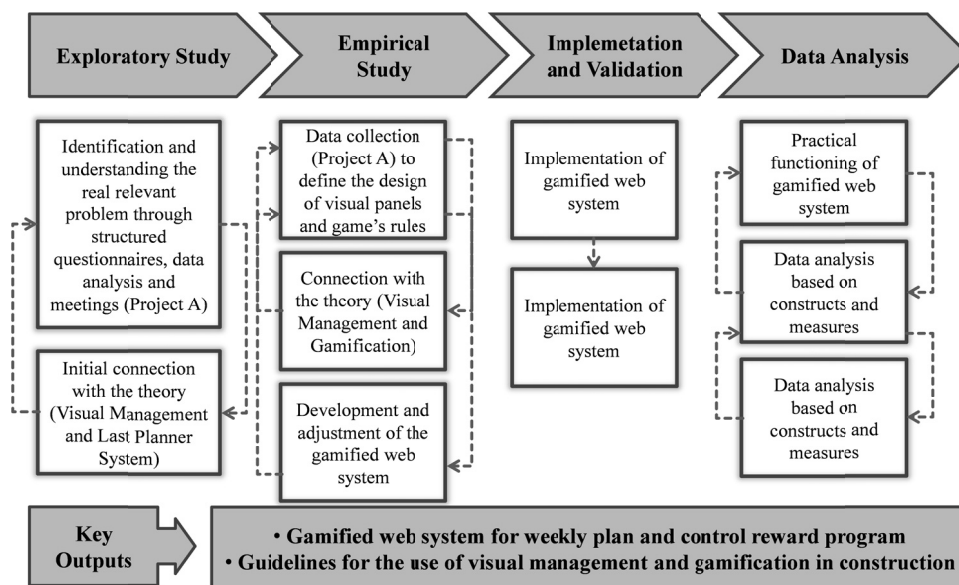 Exploratory Study
Empirical
Study
Implemetation
and Validation
Data Analysis
Identification and
understanding the
real relevant
problem through
structured
questionnaires, data
analysis and
meetings (Project A)
Initial connection
with the theory
(Visual Management
and Last Planner
System)
Data collection
(Project A) to
define the design
of visual panels
and game's rules
Connection with
the theory (Visual
Management and
Gamification)
Development and
adjustment of the
gamified web
system
Implementation of
gamified web
system
Implementation of
gamified web
system
Practical
functioning of
gamified web
system
Data analysis
based on
constructs and
measures
Data analysis
based on
constructs and
measures
Key
Outputs
• Gamified web system for weekly plan and control reward program
• Guidelines for the use of visual management and gamification in construction